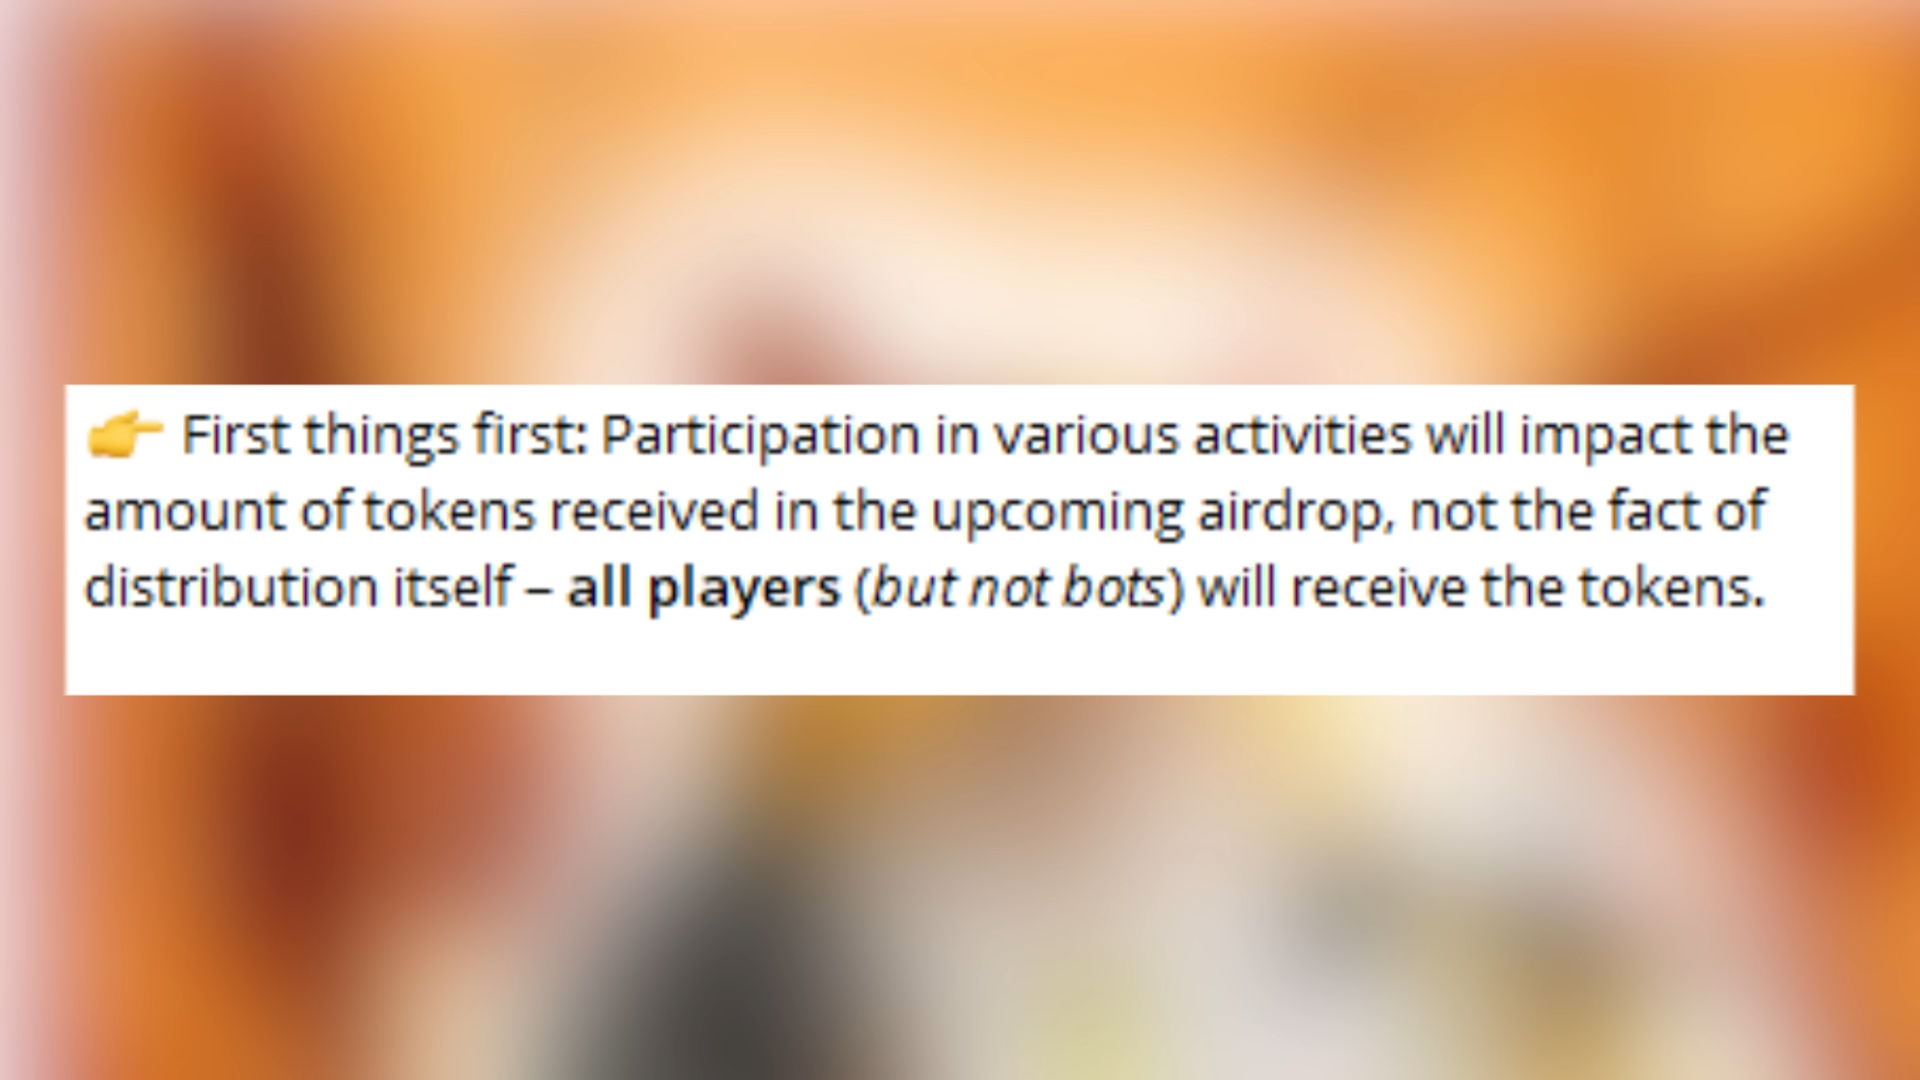 👉 First things first: Participation in various activities will impact the
amount of tokens received in the upcoming airdrop, not the fact of
distribution itself – all players (but not bots) will receive the tokens.